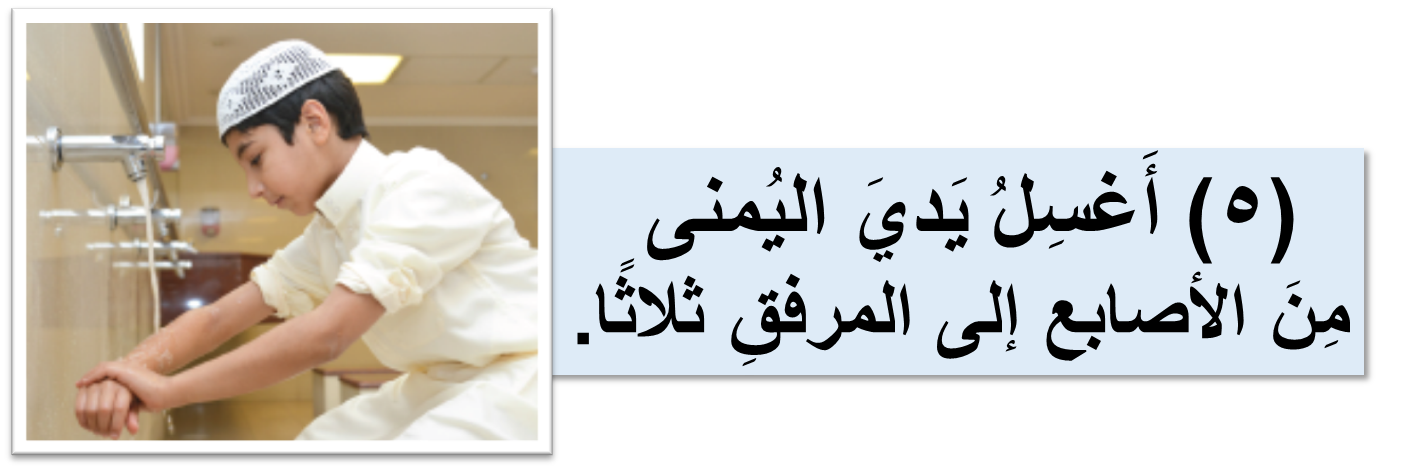 (٥) أَغسِلُ يَديَ اليُمنى
مِنَ الأصابع إلى المرفقِ ثلاثًا.